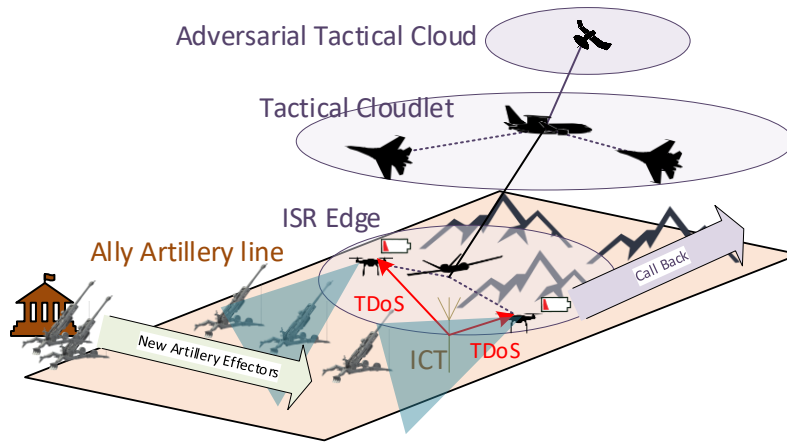 Adversarial Tactical Cloud
Tactical Cloudlet
ISR Edge
Ally Artillery line
Call Back
TDoS
New Artillery Effectors
ICT
TDoS